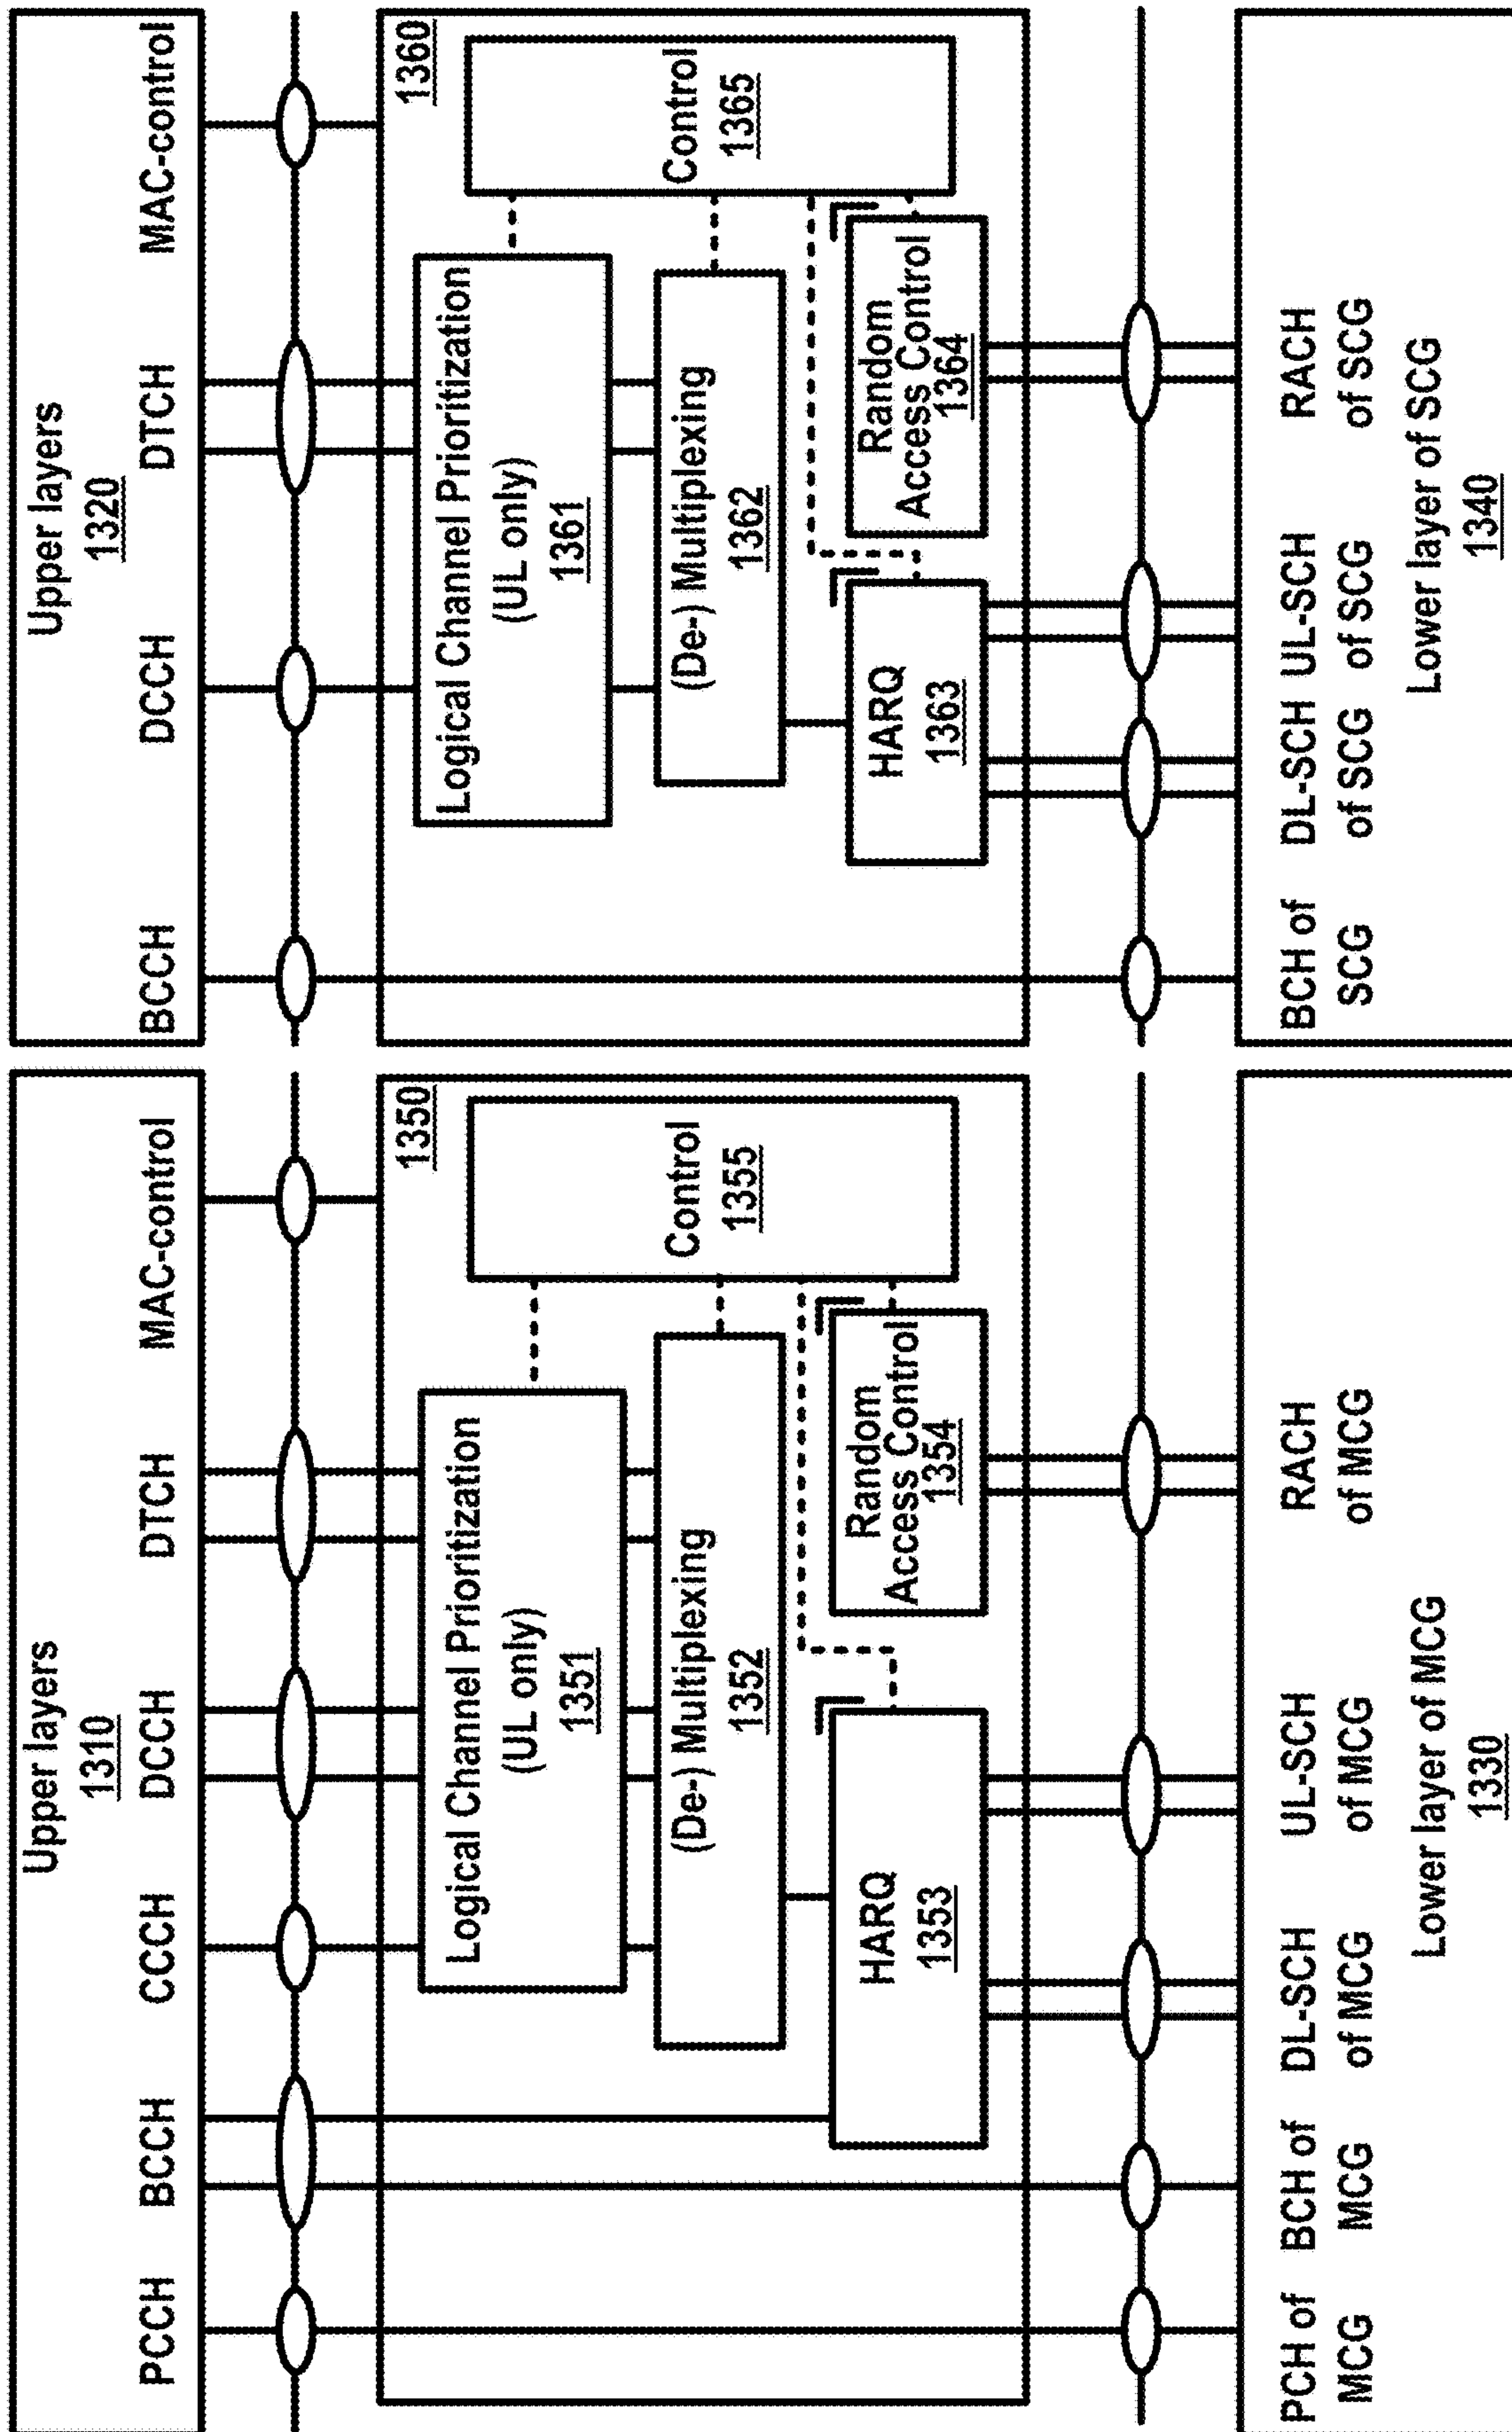 Upper layers
1310
PCCH
BCCH
CCCH
DCCH
DTCH
MAC-control
1350
Logical Channel Prioritization
(UL only)
1351
(De-) Multiplexing
1352
HARQ
1353
Random
Access Control
1354
Control
1355
PCH of
MCG
BCH of
MCG
DL-SCH
of MCG
UL-SCH
of MCG
RACH
of MCG
Lower layer of MCG
1330
Upper layers
1320
BCCH
DCCH
DTCH
MAC-control
1360
Logical Channel Prioritization
(UL only)
1361
(De-) Multiplexing
1362
HARQ
1363
Random
Access Control
1364
Control
1365
BCH of
SCG
DL-SCH
of SCG
UL-SCH
of SCG
RACH
of SCG
Lower layer of SCG
1340